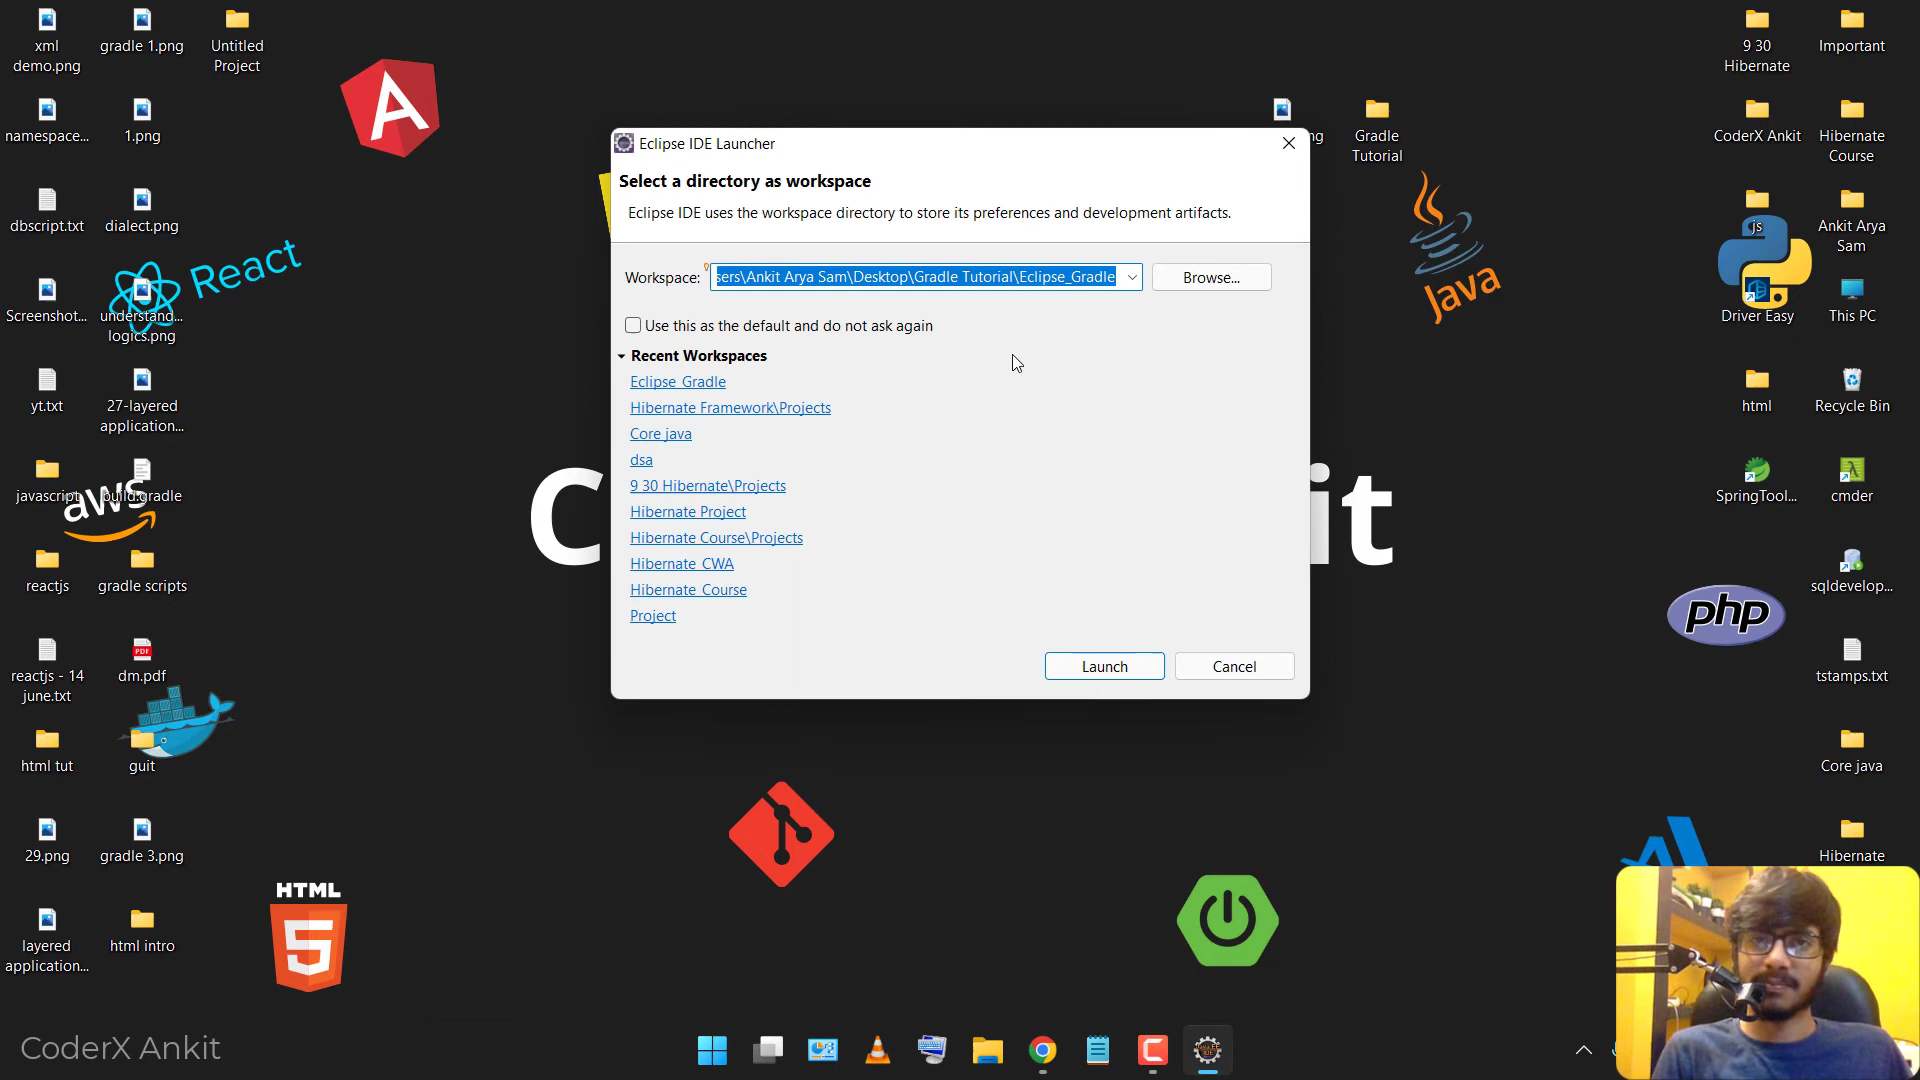 xml
demo.png
gradle 1.png
Untitled
Project
9 30
Hibernate
Important
namespace...
1.png
Gradle
Tutorial
CoderX Ankit
Hibernate
Course
Eclipse IDE Launcher
Select a directory as workspace
Eclipse IDE uses the workspace directory to store its preferences and development artifacts.
Workspace:
sers\Ankit Arya Sam\Desktop\Gradle Tutorial\Eclipse_Gradle
Browse...
Use this as the default and do not ask again
Recent Workspaces
Eclipse_Gradle
Hibernate Framework\Projects
Core java
dsa
9 30 Hibernate\Projects
Hibernate Project
Hibernate Course\Projects
Hibernate_CWA
Hibernate_Course
Project
Launch
Cancel
dbscript.txt
dialect.png
React
Java
js
Ankit Arya
Sam
Screenshot...
understand...
logics.png
Driver Easy
This PC
yt.txt
27-layered
application...
html
Recycle Bin
javascript
build.gradle
aws
C
it
SpringTool...
cmder
reactjs
gradle scripts
sqldevelop...
php
reactjs - 14
june.txt
dm.pdf
tstamps.txt
html tut
guit
Core java
29.png
gradle 3.png
Hibernate
HTML
5
layered
application...
html intro
CoderX Ankit